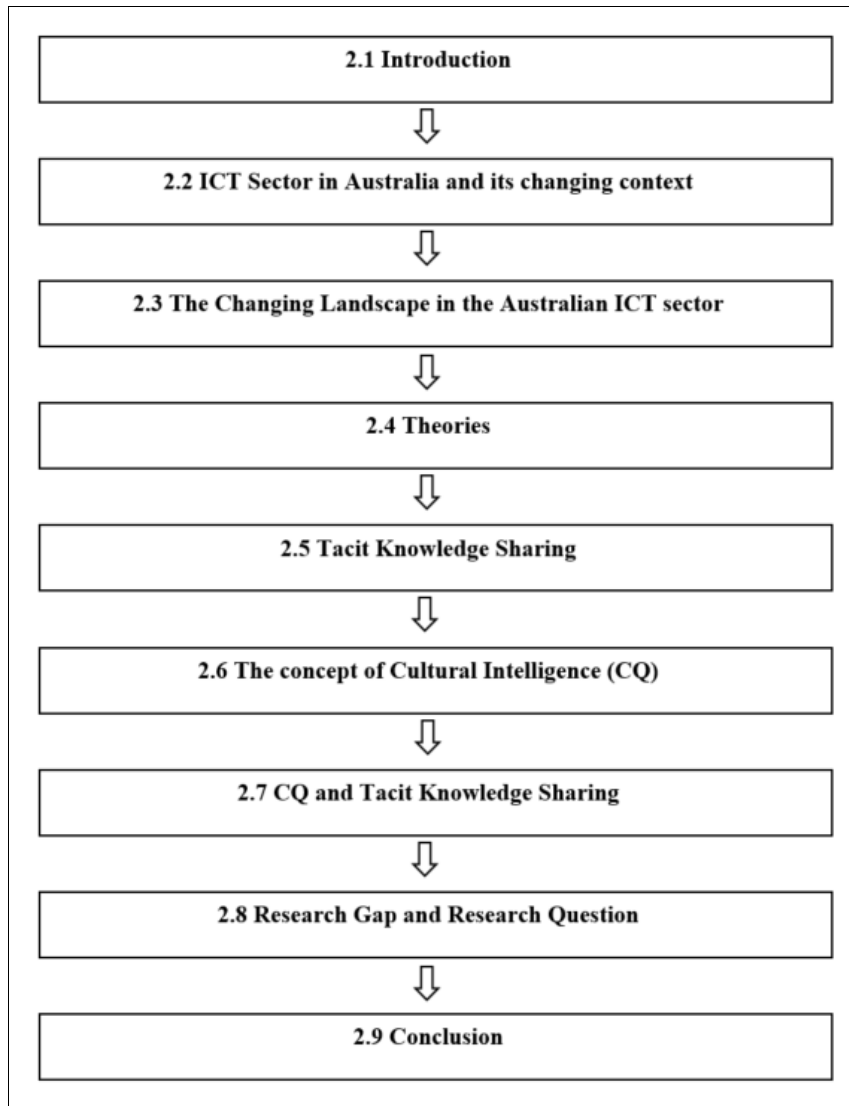 2.1 Introduction
2.2 ICT Sector in Australia and its changing context
2.3 The Changing Landscape in the Australian ICT sector
2.4 Theories
2.5 Tacit Knowledge Sharing
2.6 The concept of Cultural Intelligence (CQ)
2.7 CQ and Tacit Knowledge Sharing
2.8 Research Gap and Research Question
2.9 Conclusion